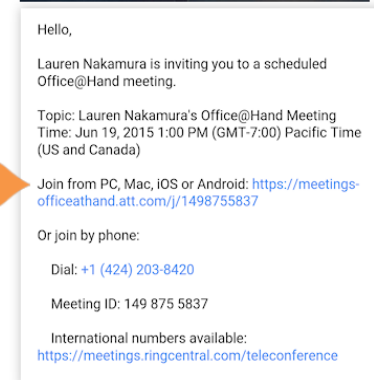 Hello,
Lauren Nakamura is inviting you to a scheduled
Office@Hand meeting.
Topic: Lauren Nakamura's Office@Hand Meeting
Time: Jun 19, 2015 1:00 PM (GMT-7:00) Pacific Time
(US and Canada)
Join from PC, Mac, iOS or Android: https://meetings-
officeathand.att.com/j/1498755837
Or join by phone:
Dial: +1 (424) 203-8420
Meeting ID: 149 875 5837
International numbers available:
https://meetings.ringcentral.com/teleconference